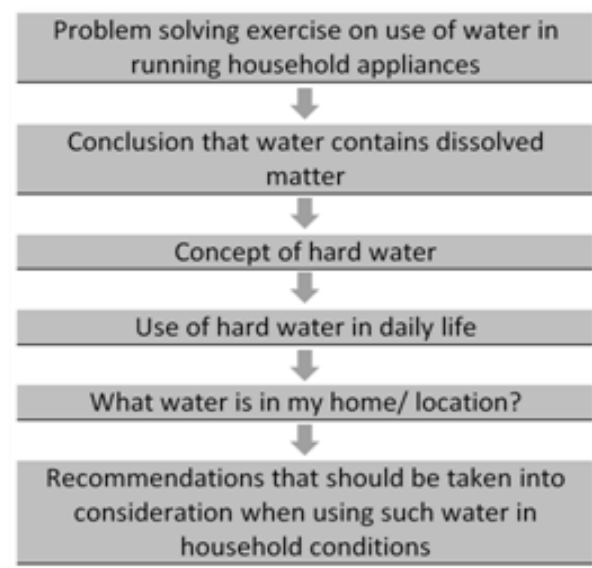 Problem solving exercise on use of water in
running household appliances
Conclusion that water contains dissolved
matter
Concept of hard water
Use of hard water in daily life
What water is in my home/ location?
Recommendations that should be taken into
consideration when using such water in
household conditions